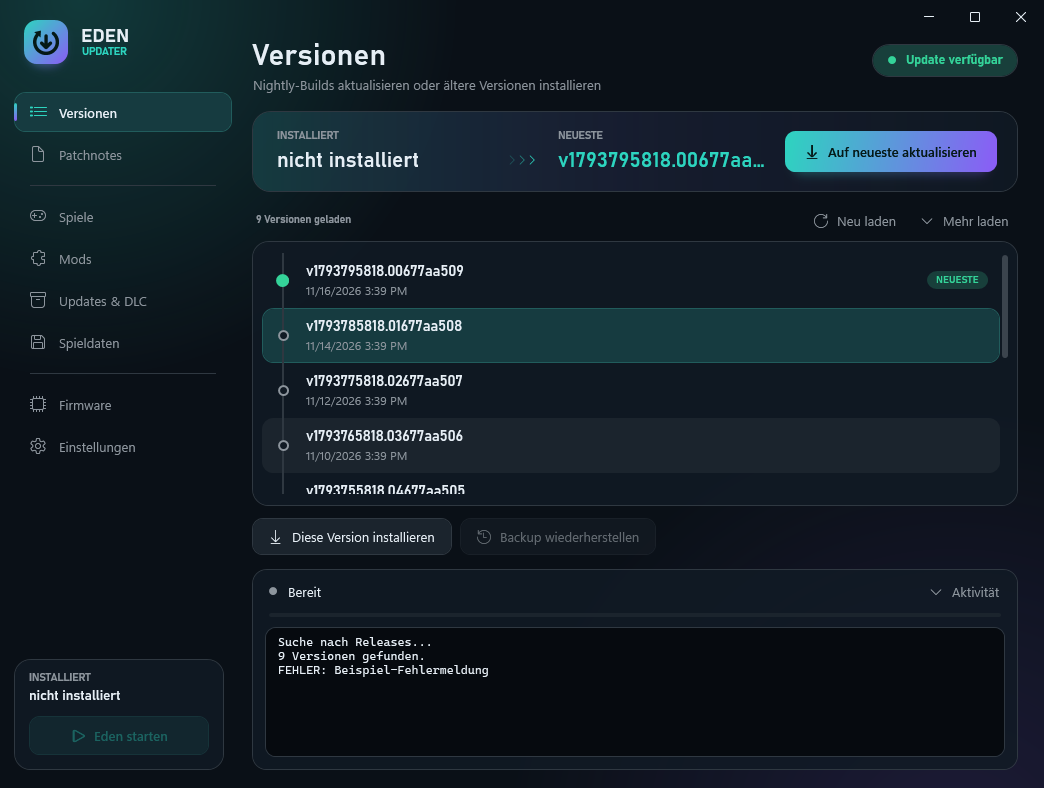 EDEN
UPDATER
Versionen
Patchnotes
Spiele
Mods
Updates & DLC
Spieldaten
Firmware
Einstellungen
INSTALLIERT
nicht installiert
Eden starten
Versionen
Nightly-Builds aktualisieren oder ältere Versionen installieren
Update verfügbar
INSTALLIERT
nicht installiert
NEUESTE
v1793795818.00677aa...
Auf neueste aktualisieren
9 Versionen geladen
Neu laden
Mehr laden
v1793795818.00677aa509
11/16/2026 3:39 PM
NEUESTE
v1793785818.01677aa508
11/14/2026 3:39 PM
v1793775818.02677aa507
11/12/2026 3:39 PM
v1793765818.03677aa506
11/10/2026 3:39 PM
v1793755818.04677aa505
Diese Version installieren
Backup wiederherstellen
Bereit
Aktivität
Suche nach Releases...
9 Versionen gefunden.
FEHLER: Beispiel-Fehlermeldung